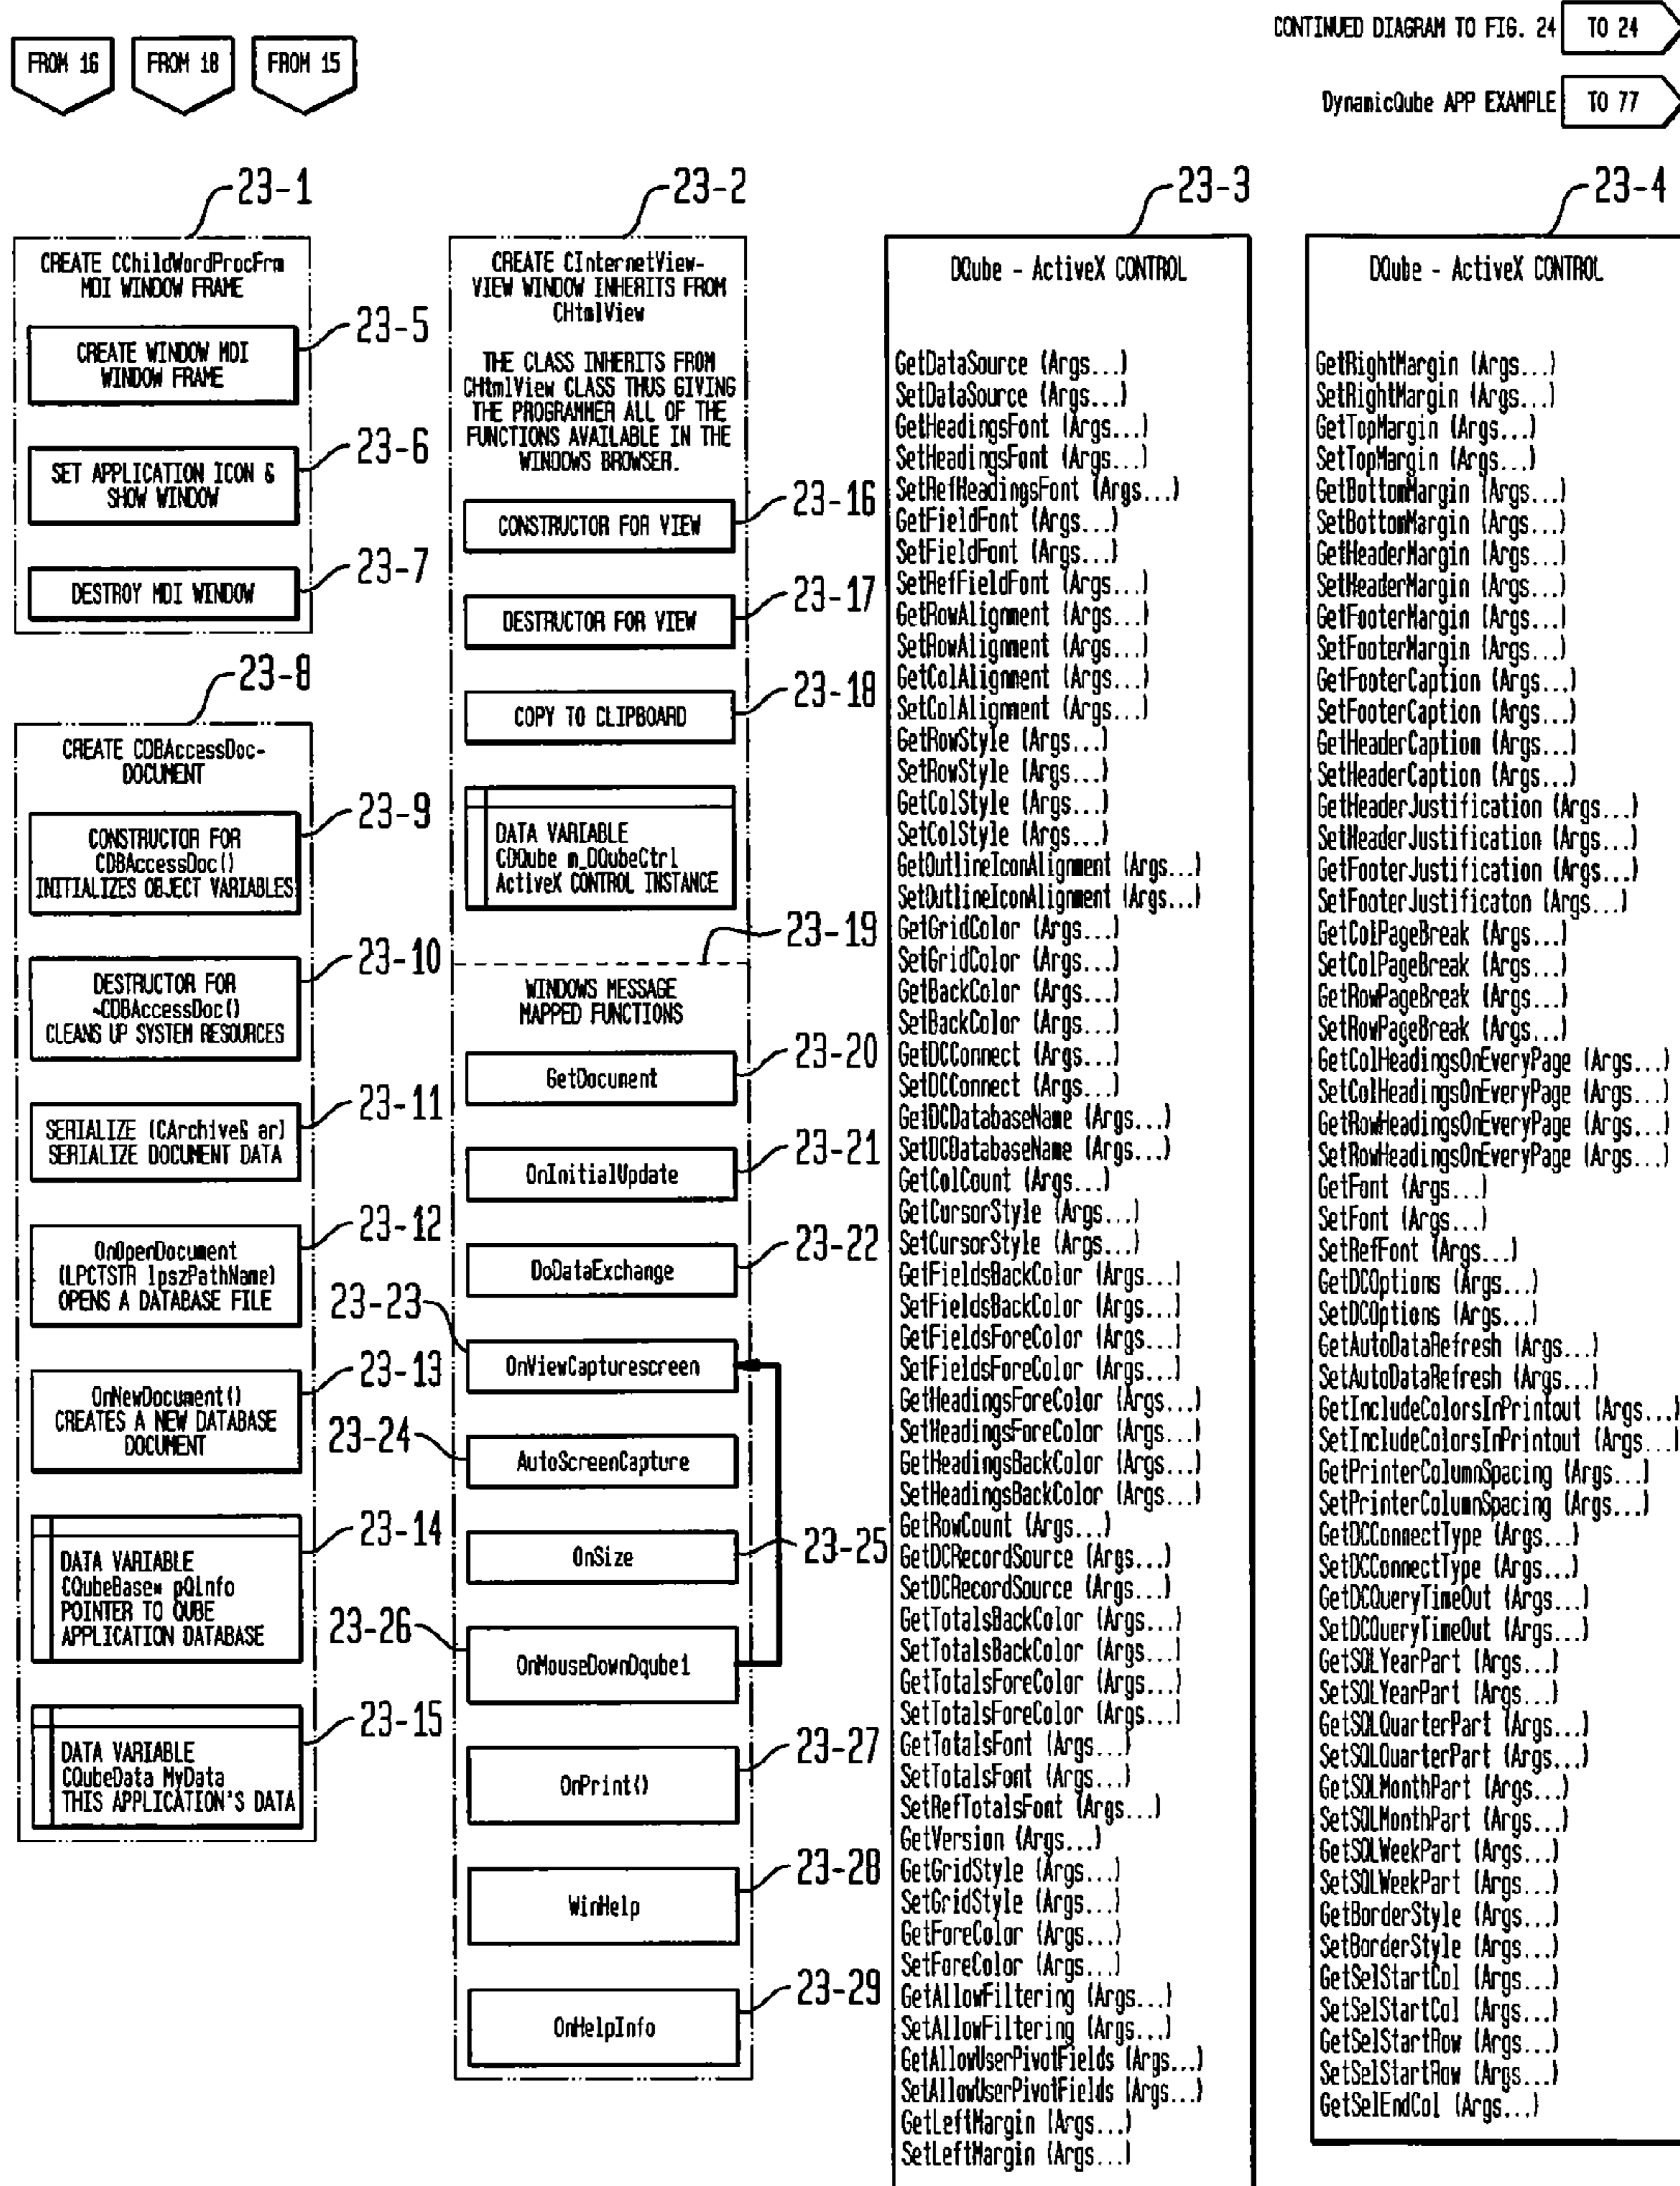 CONTINUED DIAGRAM TO FIG. 24
TO 24
FROM 16
FROM 18
FROM 15
DynamicQube APP EXAMPLE
TO 77
23-1
CREATE CChildWordProcFrm
MDI WINDOW FRAME
23-5
CREATE WINDOW MDI
WINDOW FRAME
23-6
SET APPLICATION ICON &
SHOW WINDOW
23-7
DESTROY MDI WINDOW
23-8
CREATE CDBAccessDoc-
DOCUMENT
23-9
CONSTRUCTOR FOR
CDBAccessDoc()
INITIALIZES OBJECT VARIABLES
23-10
DESTRUCTOR FOR
~CDBAccessDoc()
CLEANS UP SYSTEM RESOURCES
23-11
SERIALIZE (CArchive& ar)
SERIALIZE DOCUMENT DATA
23-12
OnOpenDocument
(LPCTSTR lpszPathName)
OPENS A DATABASE FILE
23-13
OnNewDocument()
CREATES A NEW DATABASE
DOCUMENT
23-14
DATA VARIABLE
CQubeBase* pQInfo
POINTER TO QUBE
APPLICATION DATABASE
23-15
DATA VARIABLE
CQubeData MyData
THIS APPLICATION'S DATA
23-2
CREATE CInternetView-
VIEW WINDOW INHERITS FROM
CHtmlView
THE CLASS INHERITS FROM
CHtmlView CLASS THUS GIVING
THE PROGRAMMER ALL OF THE
FUNCTIONS AVAILABLE IN THE
WINDOWS BROWSER.
23-16
CONSTRUCTOR FOR VIEW
23-17
DESTRUCTOR FOR VIEW
23-18
COPY TO CLIPBOARD
DATA VARIABLE
CDQube m_DQubeCtrl
ActiveX CONTROL INSTANCE
23-19
WINDOWS MESSAGE
MAPPED FUNCTIONS
23-20
GetDocument
23-21
OnInitialUpdate
23-22
DoDataExchange
23-23
OnViewCapturescreen
23-24
AutoScreenCapture
23-25
OnSize
23-26
OnMouseDownDqube1
23-27
OnPrint()
23-28
WinHelp
23-29
OnHelpInfo
23-3
DQube - ActiveX CONTROL
GetDataSource (Args...)
SetDataSource (Args...)
GetHeadingsFont (Args...)
SetHeadingsFont (Args...)
SetRefHeadingsFont (Args...)
GetFieldFont (Args...)
SetFieldFont (Args...)
SetRefFieldFont (Args...)
GetRowAlignment (Args...)
SetRowAlignment (Args...)
GetColAlignment (Args...)
SetColAlignment (Args...)
GetRowStyle (Args...)
SetRowStyle (Args...)
GetColStyle (Args...)
SetColStyle (Args...)
GetOutlineIconAlignment (Args...)
SetOutlineIconAlignment (Args...)
GetGridColor (Args...)
SetGridColor (Args...)
GetBackColor (Args...)
SetBackColor (Args...)
GetDCConnect (Args...)
SetDCConnect (Args...)
GetDCDatabaseName (Args...)
SetDCDatabaseName (Args...)
GetColCount (Args...)
GetCursorStyle (Args...)
SetCursorStyle (Args...)
GetFieldsBackColor (Args...)
SetFieldsBackColor (Args...)
GetFieldsForeColor (Args...)
SetFieldsForeColor (Args...)
GetHeadingsForeColor (Args...)
SetHeadingsForeColor (Args...)
GetHeadingsBackColor (Args...)
SetHeadingsBackColor (Args...)
GetRowCount (Args...)
GetDCRecordSource (Args...)
SetDCRecordSource (Args...)
GetTotalsBackColor (Args...)
SetTotalsBackColor (Args...)
GetTotalsForeColor (Args...)
SetTotalsForeColor (Args...)
GetTotalsFont (Args...)
SetTotalsFont (Args...)
SetRefTotalsFont (Args...)
GetVersion (Args...)
GetGridStyle (Args...)
SetGridStyle (Args...)
GetForeColor (Args...)
SetForeColor (Args...)
GetAllowFiltering (Args...)
SetAllowFiltering (Args...)
GetAllowUserPivotFields (Args...)
SetAllowUserPivotFields (Args...)
GetLeftMargin (Args...)
SetLeftMargin (Args...)
23-4
DQube - ActiveX CONTROL
GetRightMargin (Args...)
SetRightMargin (Args...)
GetTopMargin (Args...)
SetTopMargin (Args...)
GetBottomMargin (Args...)
SetBottomMargin (Args...)
GetHeaderMargin (Args...)
SetHeaderMargin (Args...)
GetFooterMargin (Args...)
SetFooterMargin (Args...)
GetFooterCaption (Args...)
SetFooterCaption (Args...)
GetHeaderCaption (Args...)
SetHeaderCaption (Args...)
GetHeaderJustification (Args...)
SetHeaderJustification (Args...)
GetFooterJustification (Args...)
SetFooterJustificaton (Args...)
GetColPageBreak (Args...)
SetColPageBreak (Args...)
GetRowPageBreak (Args...)
SetRowPageBreak (Args...)
GetColHeadingsOnEveryPage (Args...)
SetColHeadingsOnEveryPage (Args...)
GetRowHeadingsOnEveryPage (Args...)
SetRowHeadingsOnEveryPage (Args...)
GetFont (Args...)
SetFont (Args...)
SetRefFont (Args...)
GetDCOptions (Args...)
SetDCOptions (Args...)
GetAutoDataRefresh (Args...)
SetAutoDataRefresh (Args...)
GetIncludeColorsInPrintout (Args...)
SetIncludeColorsInPrintout (Args...)
GetPrinterColumnSpacing (Args...)
SetPrinterColumnSpacing (Args...)
GetDCConnectType (Args...)
SetDCConnectType (Args...)
GetDCQueryTimeOut (Args...)
SetDCQueryTimeOut (Args...)
GetSQLYearPart (Args...)
SetSQLYearPart (Args...)
GetSQLQuarterPart (Args...)
SetSQLQuarterPart (Args...)
GetSQLMonthPart (Args...)
SetSQLMonthPart (Args...)
GetSQLWeekPart (Args...)
SetSQLWeekPart (Args...)
GetBorderStyle (Args...)
SetBorderStyle (Args...)
GetSelStartCol (Args...)
SetSelStartCol (Args...)
GetSelStartRow (Args...)
SetSelStartRow (Args...)
GetSelEndCol (Args...)